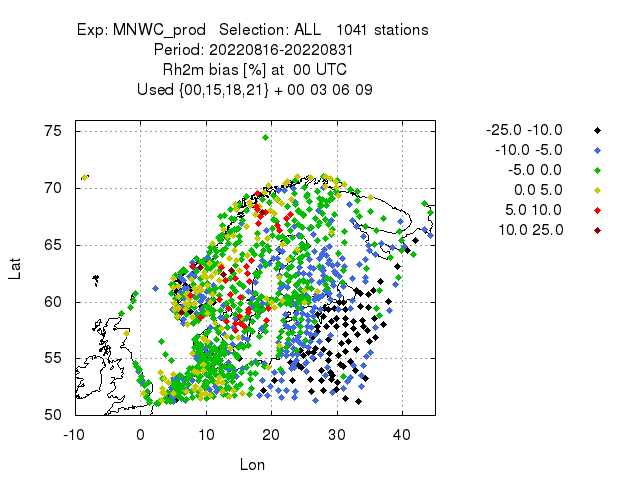 Exp: MNWC_prod   Selection: ALL   1041 stations
Period: 20220816-20220831
Rh2m bias [%] at  00 UTC
Used {00,15,18,21} + 00 03 06 09
-25.0 -10.0
-10.0 -5.0
-5.0 0.0
0.0 5.0
5.0 10.0
10.0 25.0
75
70
65
60
55
50
Lat
-10 0 10 20 30 40
Lon